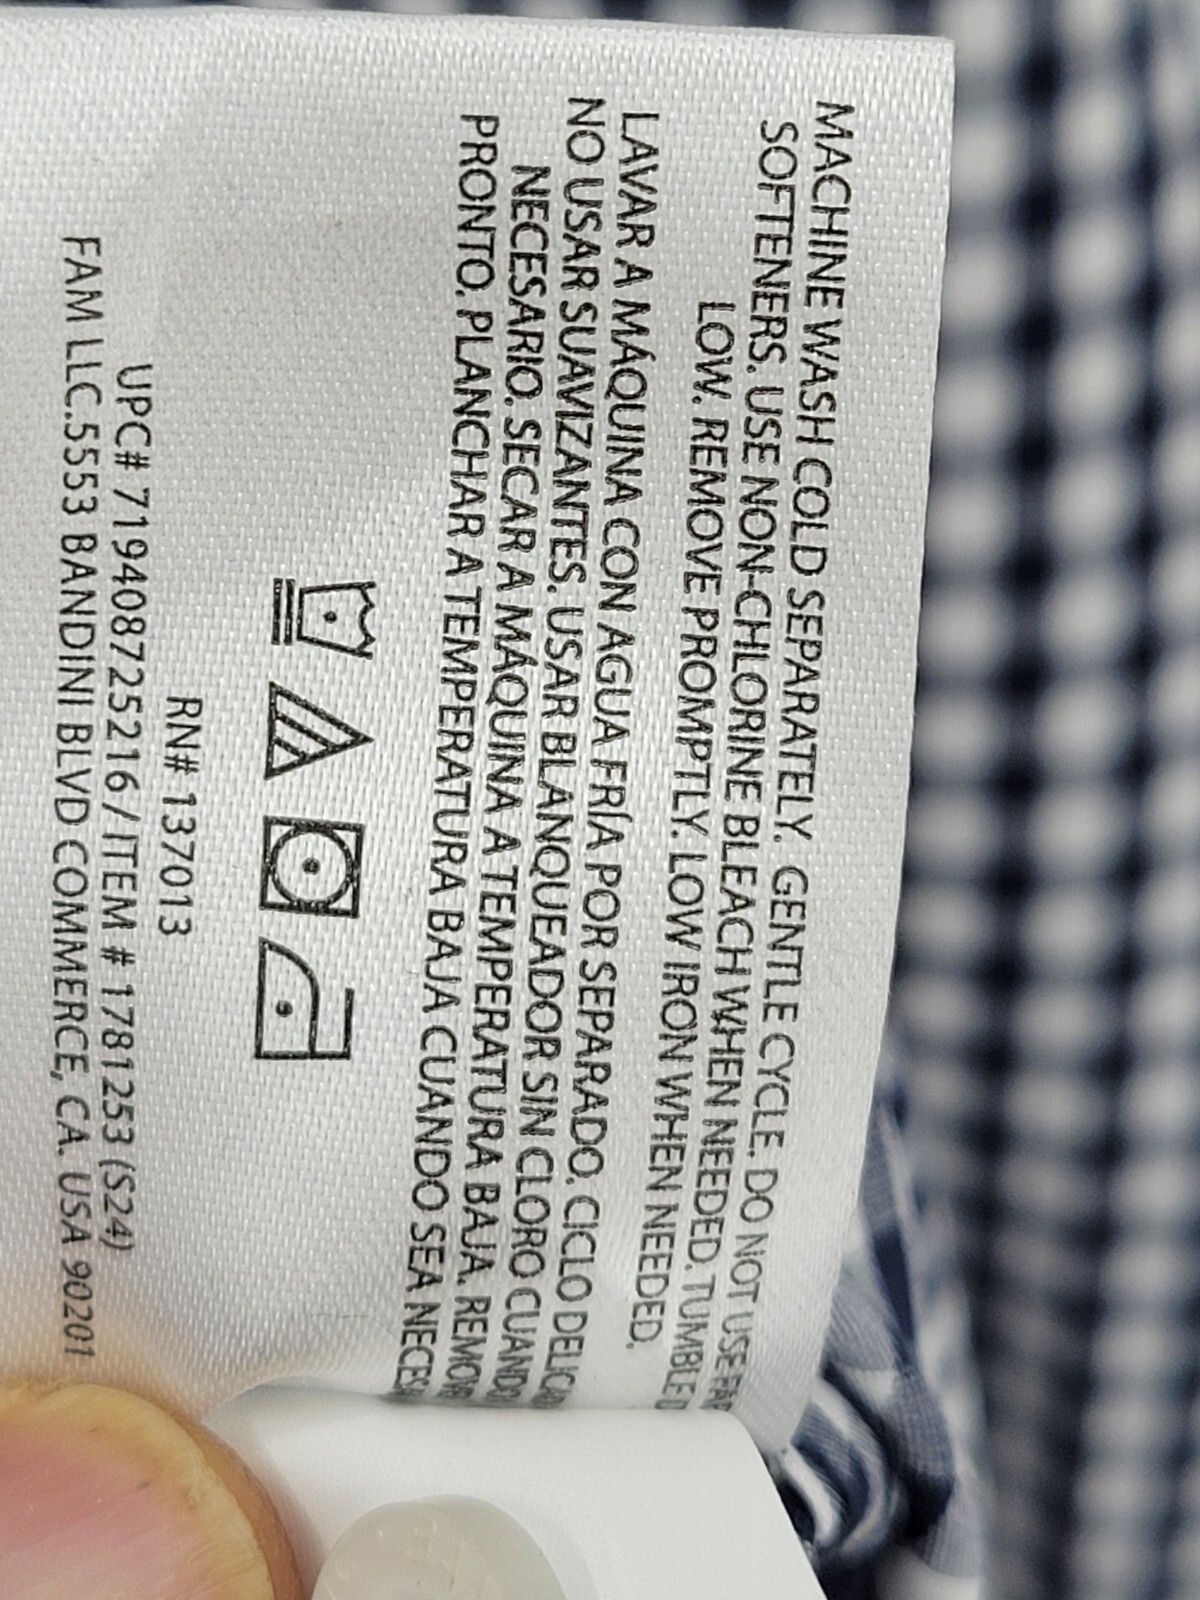 MACHINE WASH COLD SEPARATELY. GENTLE CYCLE. DO NOT USE
SOFTENERS. USE NON-CHLORINE BLEACH WHEN NEEDED. TUMBLE
LOW. REMOVE PROMPTLY. LOW IRON WHEN NEEDED.
LAVAR A MÁQUINA CON AGUA FRÍA POR SEPARADO. CICLO
NO USAR SUAVIZANTES. USAR BLANQUEADOR SIN CLORO
NECESARIO. SECAR A MÁQUINA A TEMPERATURA BAJA.
PRONTO. PLANCHAR A TEMPERATURA BAJA CUANDO SEA
RN# 137013
UPC# 719408725216 / ITEM # 1781253 (S24)
FAM LLC.5553 BANDINI BLVD COMMERCE, CA. USA 90201